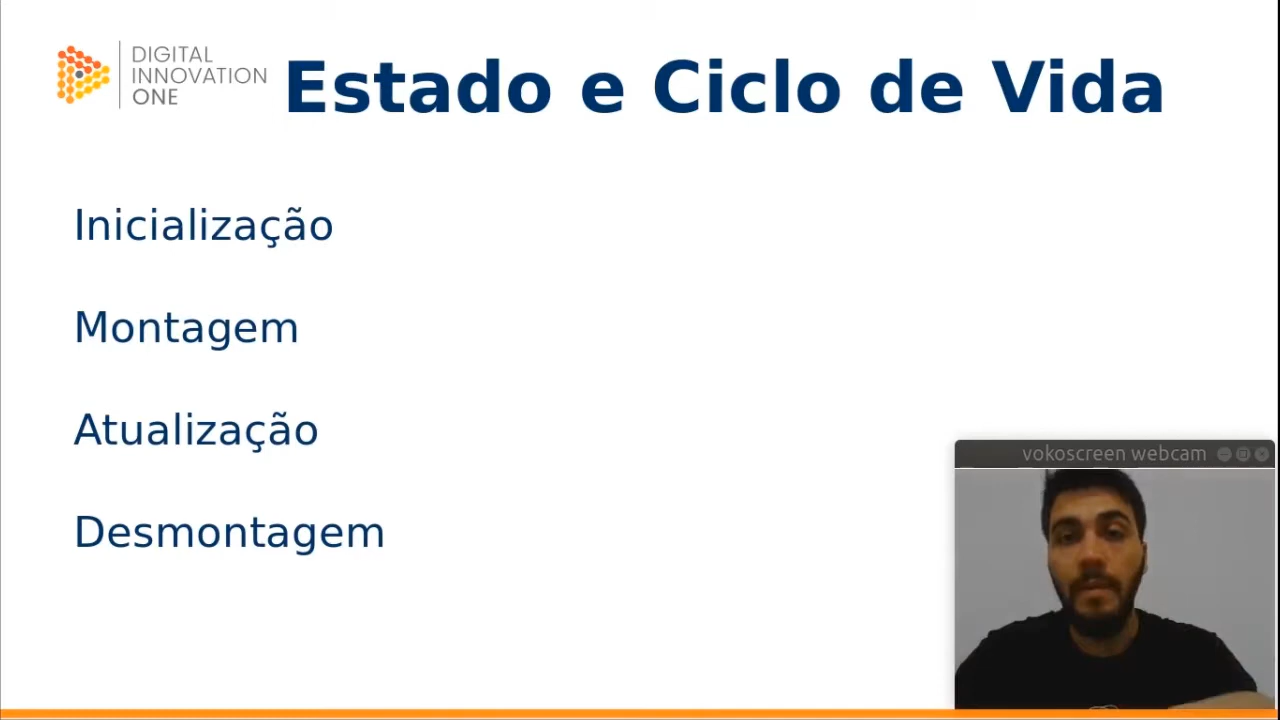 DIGITAL
INNOVATION
ONE
Estado e Ciclo de Vida
Inicialização
Montagem
Atualização
Desmontagem
vokoscreen webcam